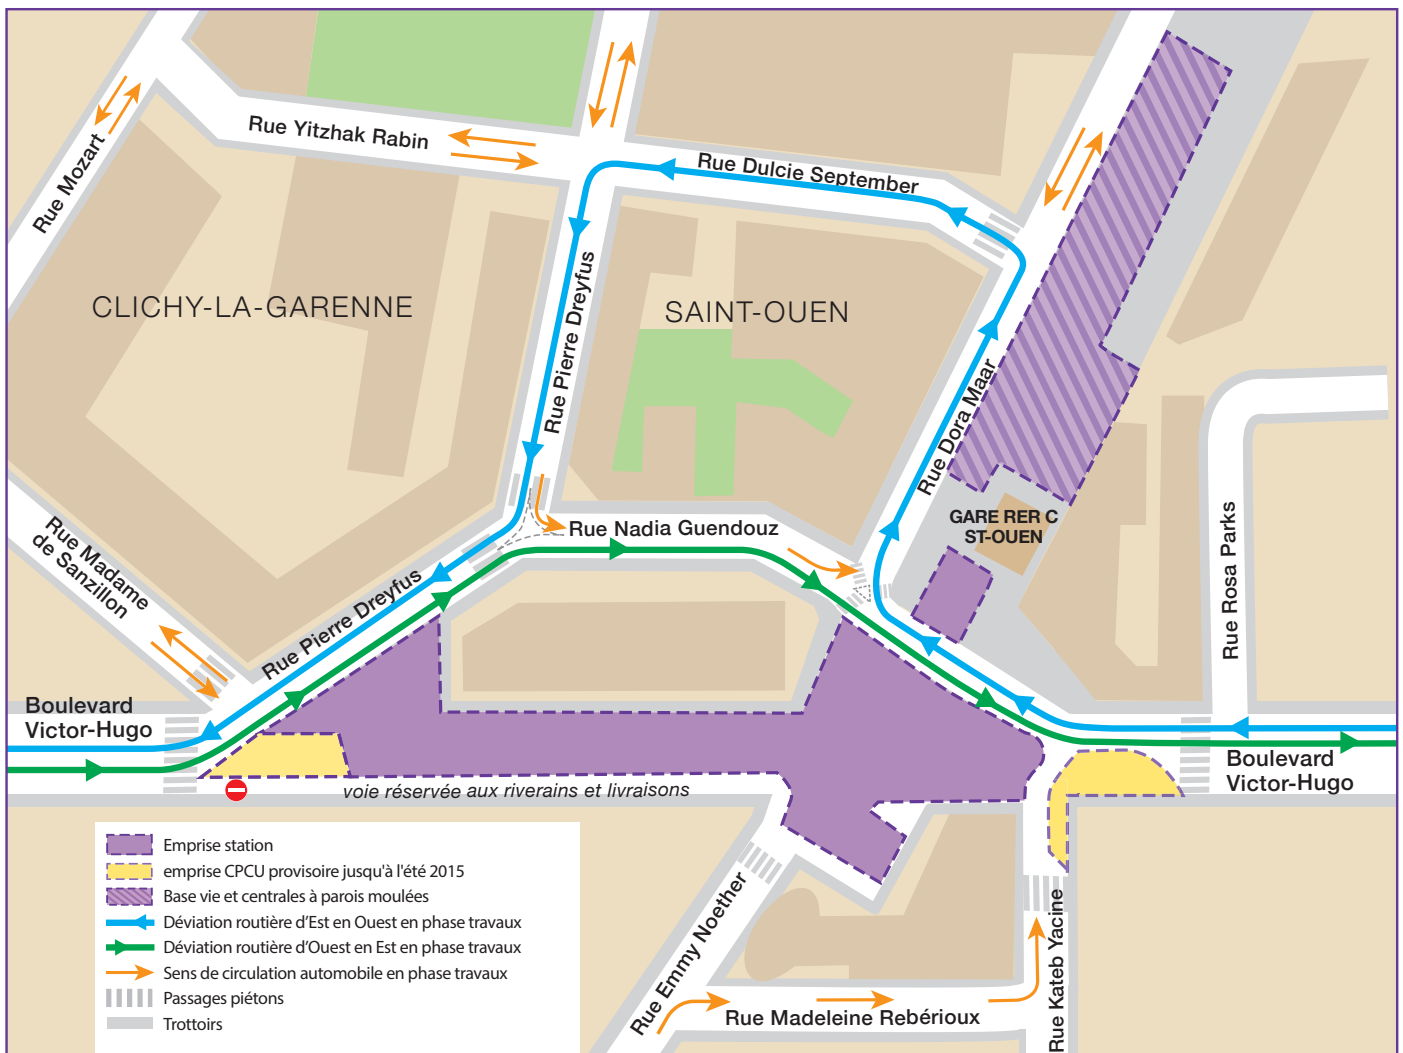 Rue Mozart
Rue Yitzhak Rabin
Rue Dulcie September
CLICHY-LA-GARENNE
SAINT-OUEN
Rue Pierre Dreyfus
Rue Dora Maar
GARE RER C
ST-OUEN
Rue Nadia Guendouz
Rue Rosa Parks
Rue Madame
de Sanzillon
Rue Pierre Dreyfus
Boulevard
Victor-Hugo
Boulevard
Victor-Hugo
voie réservée aux riverains et livraisons
Rue Emmy Noether
Rue Kateb Yacine
Rue Madeleine Rebérioux
Emprise station
emprise CPCU provisoire jusqu'à l'été 2015
Base vie et centrales à parois moulées
Déviation routière d'Est en Ouest en phase travaux
Déviation routière d'Ouest en Est en phase travaux
Sens de circulation automobile en phase travaux
Passages piétons
Trottoirs